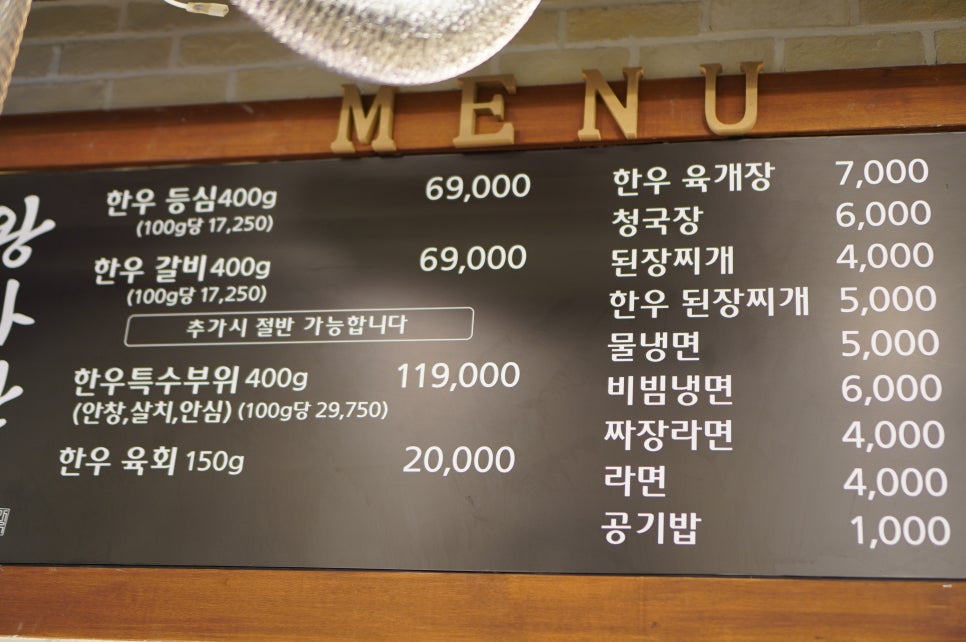 MENU
한우 등심400g 69,000
(100g당 17,250)
한우 갈비400g 69,000
(100g당 17,250)
추가시 절반 가능합니다
한우특수부위 400g 119,000
(안창,살치,안심) (100g당 29,750)
한우 육회 150g 20,000
한우 육개장 7,000
청국장 6,000
된장찌개 4,000
한우 된장찌개 5,000
물냉면 5,000
비빔냉면 6,000
짜장라면 4,000
라면 4,000
공기밥 1,000